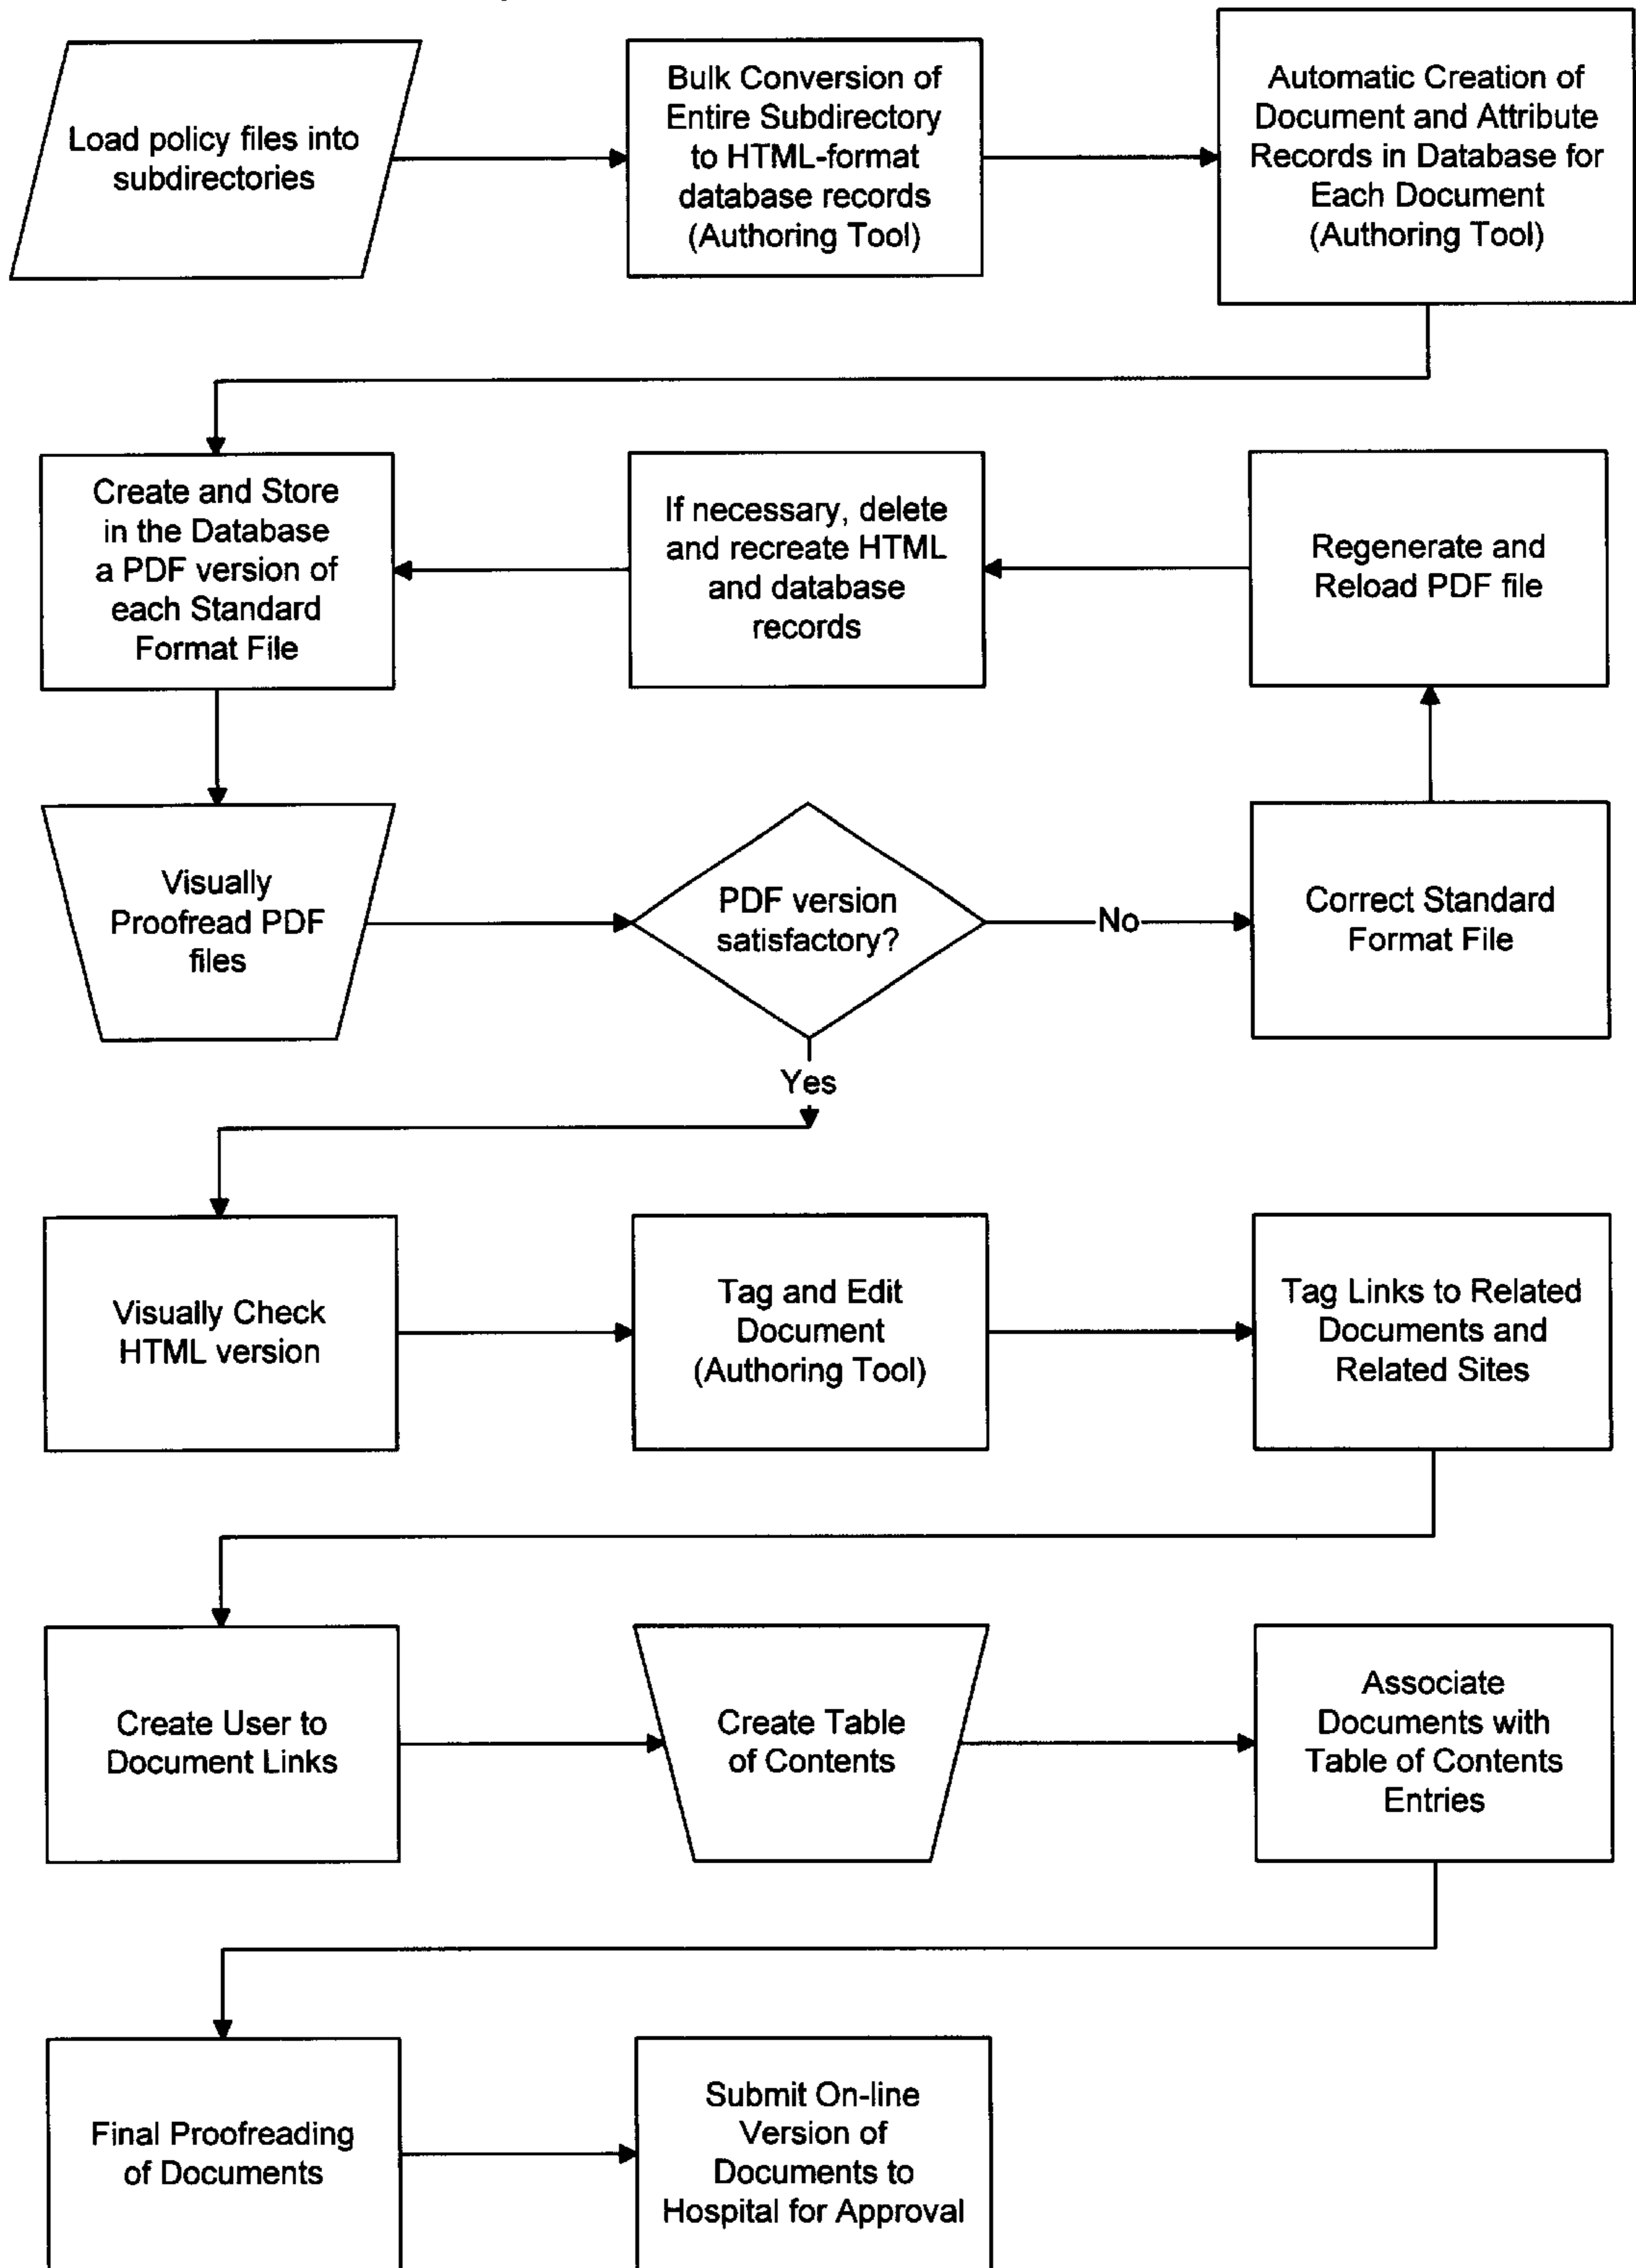 Load policy files into
subdirectories
Bulk Conversion of
Entire Subdirectory
to HTML-format
database records
(Authoring Tool)
Automatic Creation of
Document and Attribute
Records in Database for
Each Document
(Authoring Tool)
Create and Store
in the Database
a PDF version of
each Standard
Format File
If necessary, delete
and recreate HTML
and database
records
Regenerate and
Reload PDF file
Visually
Proofread PDF
files
PDF version
satisfactory?
No
Correct Standard
Format File
Yes
Visually Check
HTML version
Tag and Edit
Document
(Authoring Tool)
Tag Links to Related
Documents and
Related Sites
Create User to
Document Links
Create Table
of Contents
Associate
Documents with
Table of Contents
Entries
Final Proofreading
of Documents
Submit On-line
Version of
Documents to
Hospital for Approval